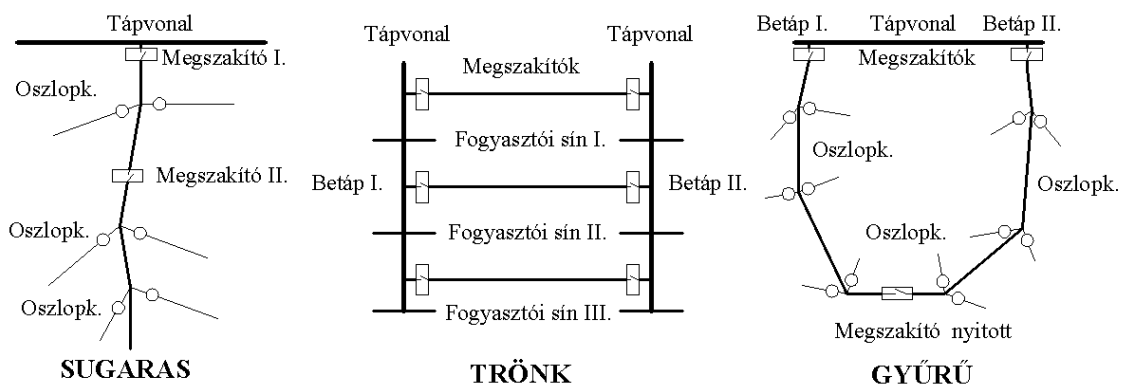 Tápvonal
Megszakító I.
Oszlopk.
Megszakító II.
Oszlopk.
Oszlopk.
SUGARAS
Tápvonal
Tápvonal
Megszakítók
Fogyasztói sín I.
Betáp I.
Betáp II.
Fogyasztói sín II.
Fogyasztói sín III.
TRÖNK
Betáp I.
Tápvonal
Betáp II.
Megszakítók
Oszlopk.
Oszlopk.
Oszlopk.
Megszakító nyitott
GYŰRŰ